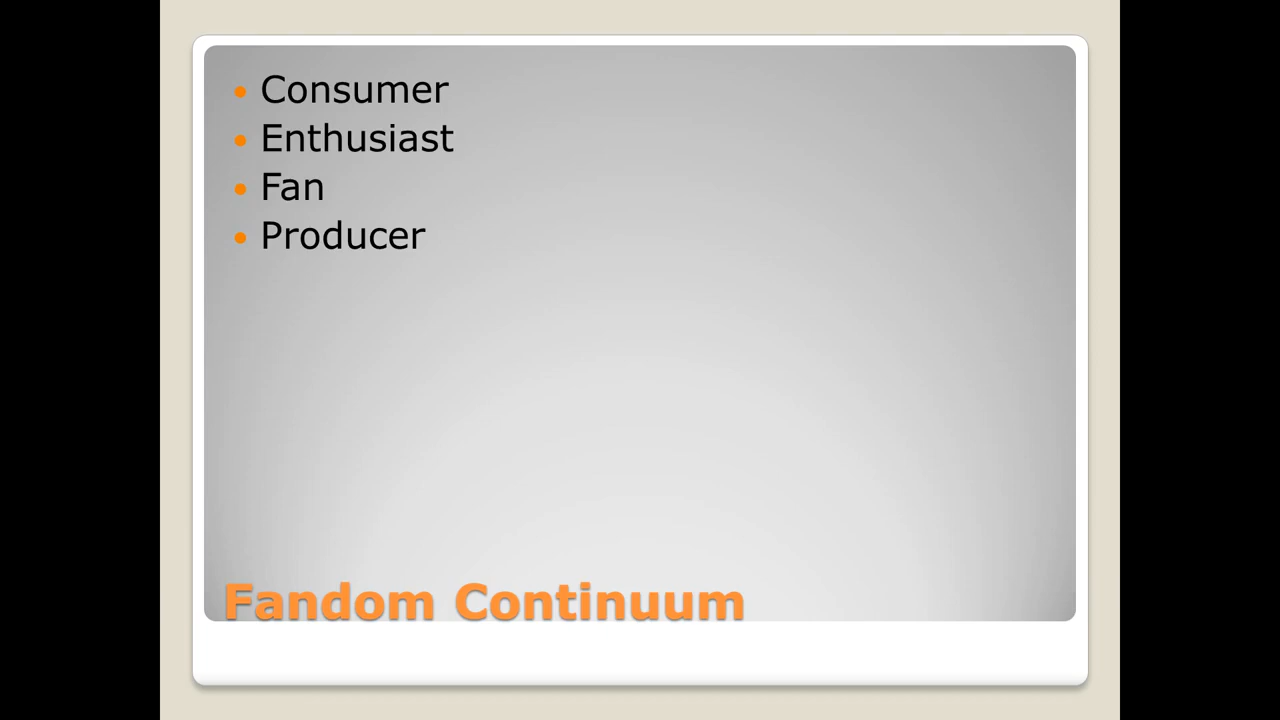 Consumer
Enthusiast
Fan
Producer
Fandom Continuum